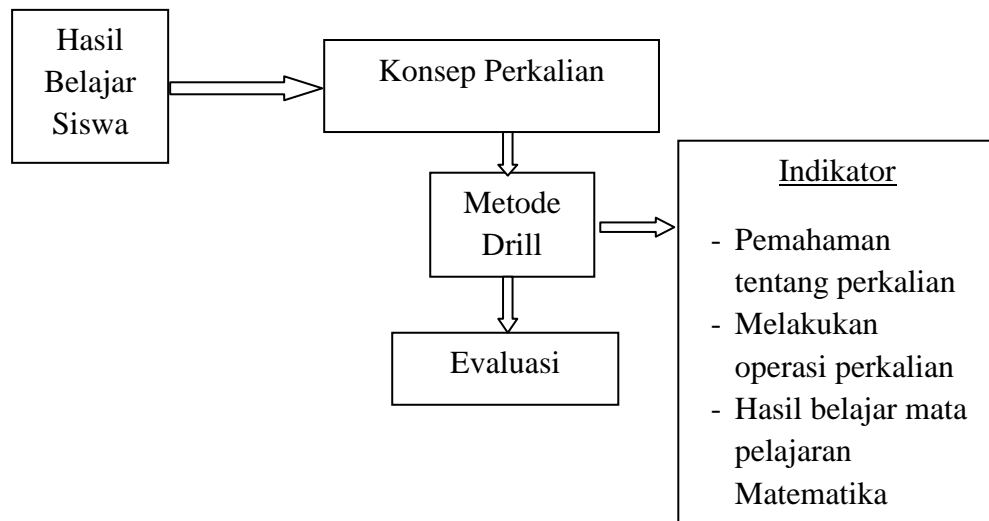 Hasil
Belajar
Siswa
Konsep Perkalian
Metode
Drill
Evaluasi
Indikator
- Pemahaman
tentang perkalian
- Melakukan
operasi perkalian
- Hasil belajar mata
pelajaran
Matematika